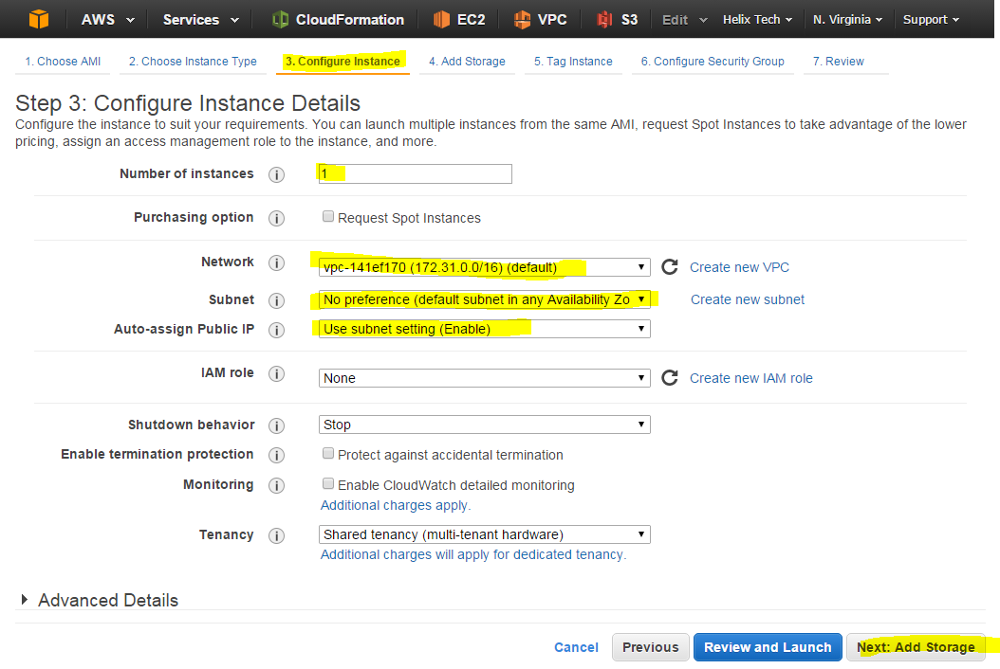 AWS Services CloudFormation EC2 VPC S3 Edit Helix Tech N. Virginia Support
1. Choose AMI 2. Choose Instance Type 3. Configure Instance 4. Add Storage 5. Tag Instance 6. Configure Security Group 7. Review
Step 3: Configure Instance Details
Configure the instance to suit your requirements. You can launch multiple instances from the same AMI, request Spot Instances to take advantage of the lower
pricing, assign an access management role to the instance, and more.
Number of instances i 1
Purchasing option i Request Spot Instances
Network i vpc-141ef170 (172.31.0.0/16) (default) Create new VPC
Subnet i No preference (default subnet in any Availability Zo Create new subnet
Auto-assign Public IP i Use subnet setting (Enable)
IAM role i None Create new IAM role
Shutdown behavior i Stop
Enable termination protection i Protect against accidental termination
Monitoring i Enable CloudWatch detailed monitoring
Additional charges apply.
Tenancy i Shared tenancy (multi-tenant hardware)
Additional charges will apply for dedicated tenancy.
Advanced Details
Cancel Previous Review and Launch Next: Add Storage